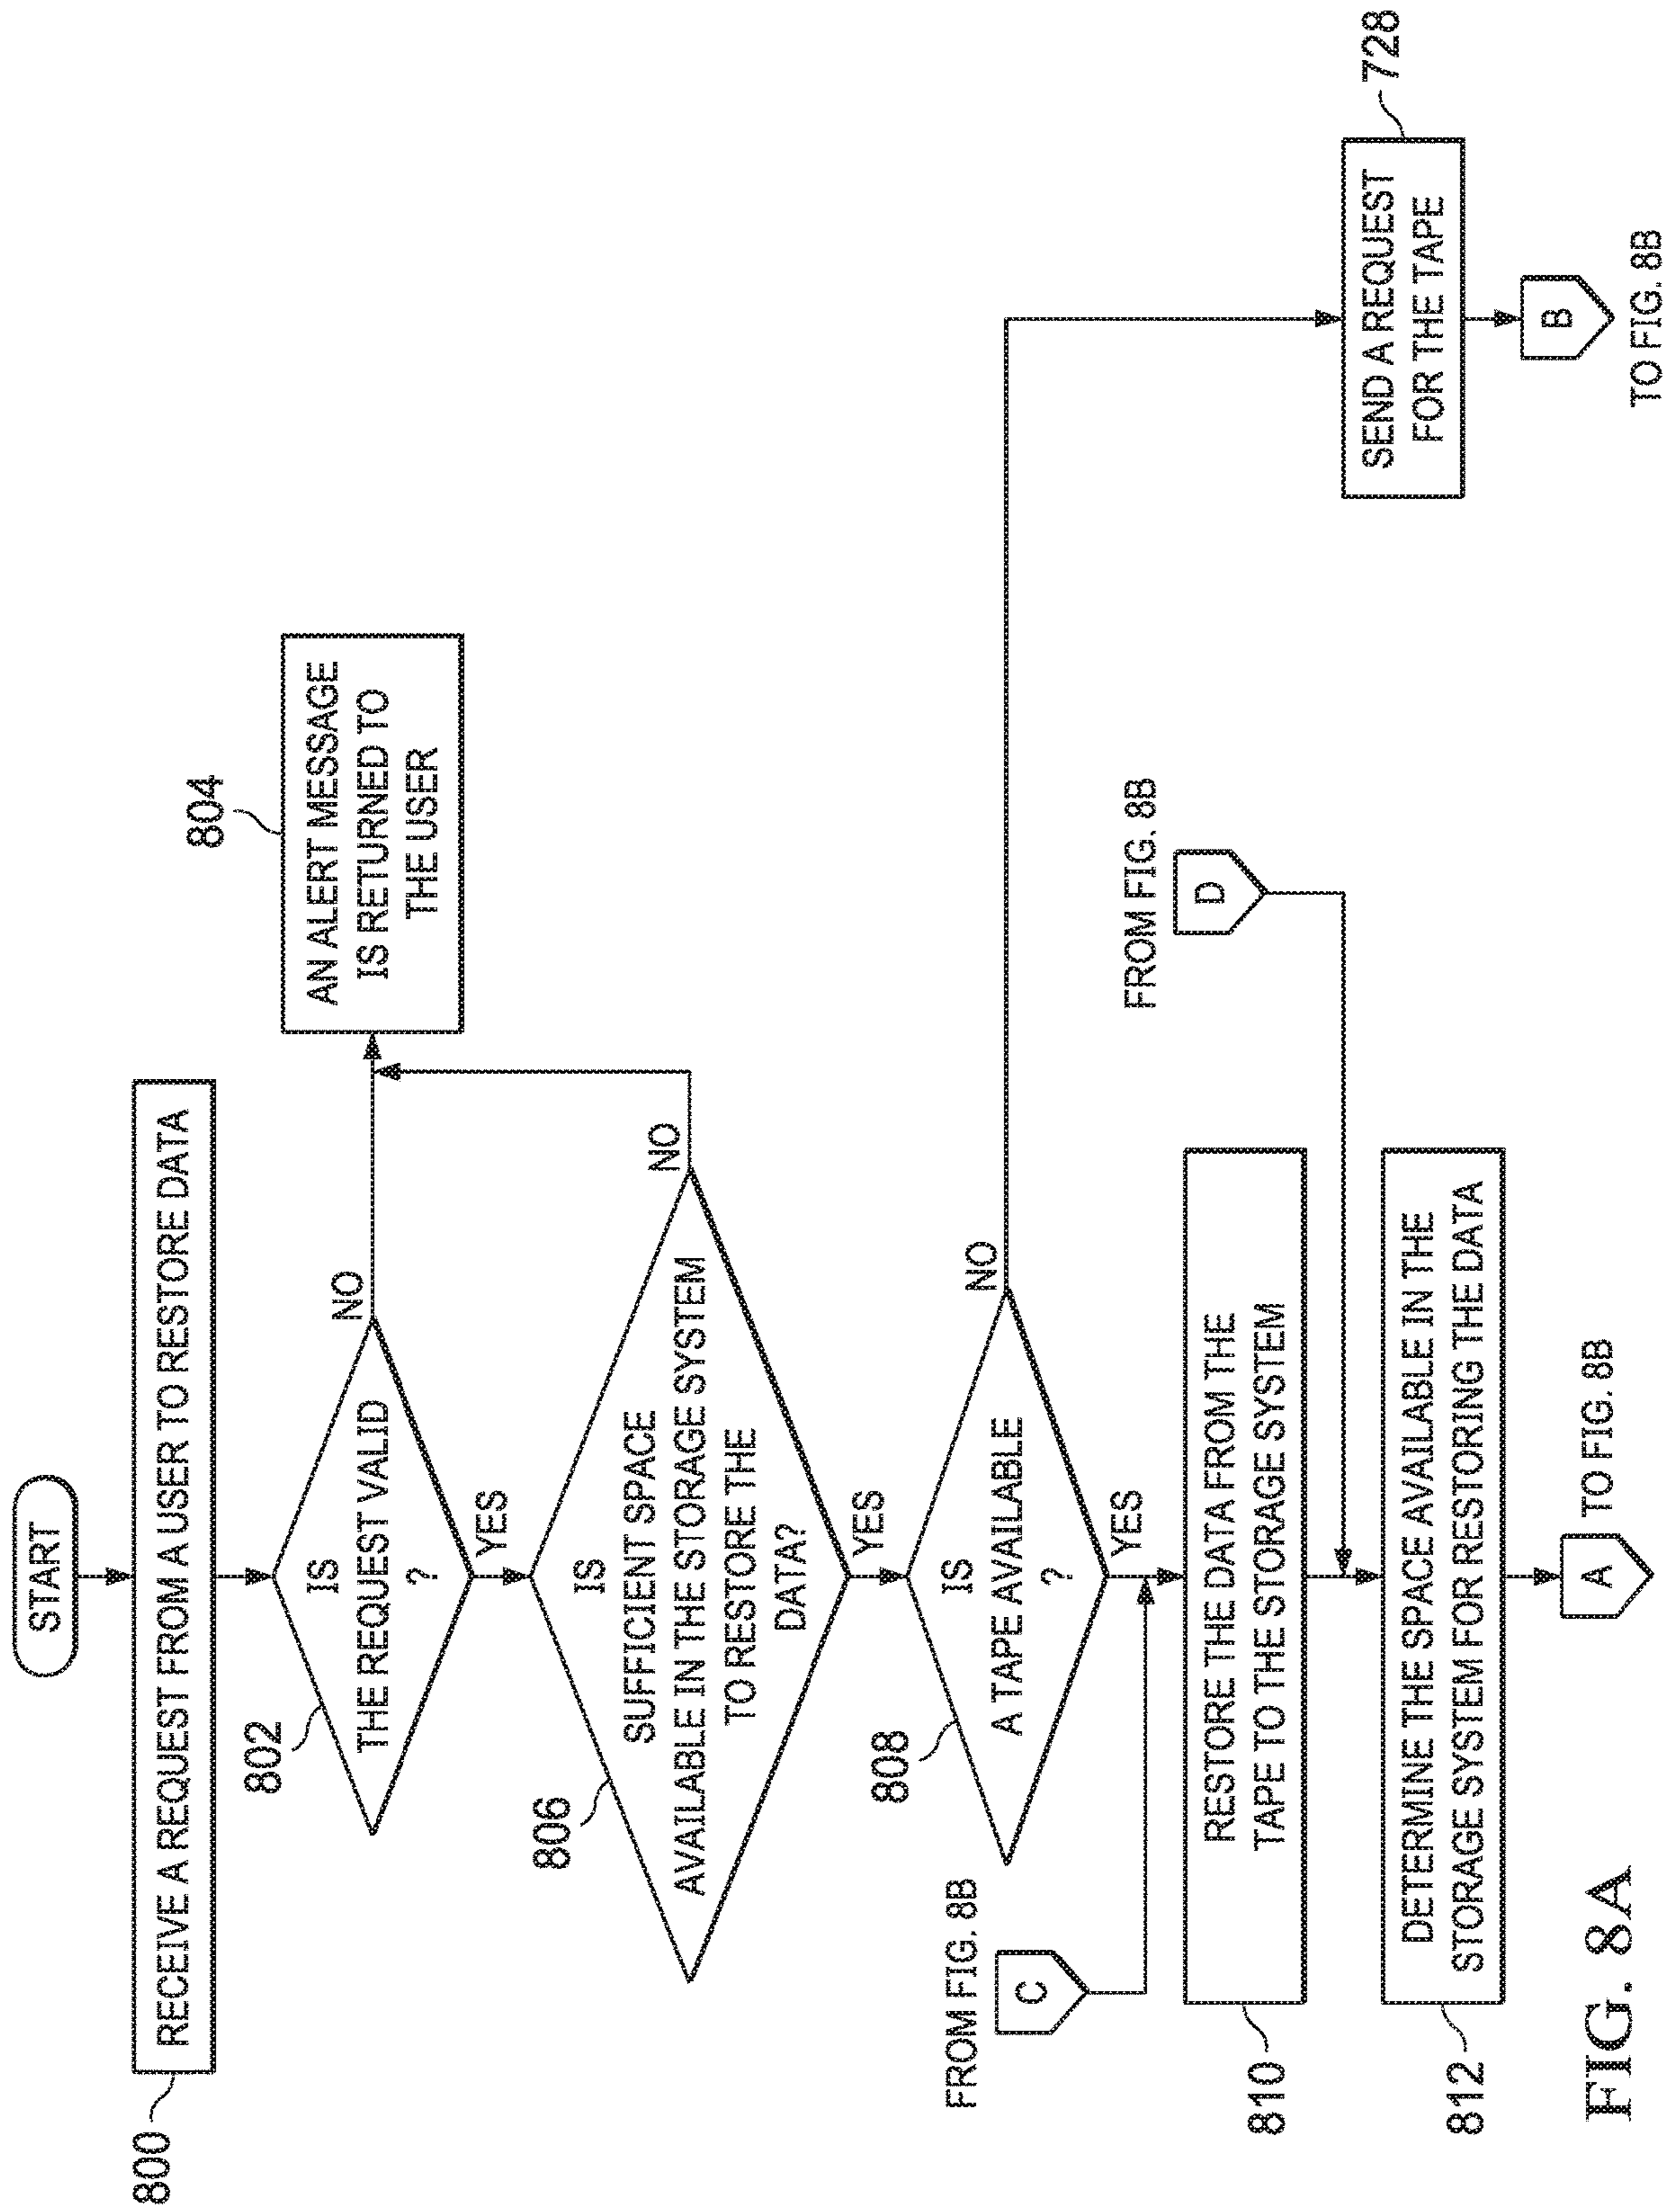 START
800
RECEIVE A REQUEST FROM A USER TO RESTORE DATA
802
IS
THE REQUEST VALID
?
NO
YES
804
AN ALERT MESSAGE
IS RETURNED TO
THE USER
806
IS
SUFFICIENT SPACE
AVAILABLE IN THE STORAGE SYSTEM
TO RESTORE THE
DATA?
NO
YES
808
IS
A TAPE AVAILABLE
?
NO
YES
FROM FIG. 8B
C
FROM FIG. 8B
D
810
RESTORE THE DATA FROM THE
TAPE TO THE STORAGE SYSTEM
728
SEND A REQUEST
FOR THE TAPE
B
TO FIG. 8B
812
DETERMINE THE SPACE AVAILABLE IN THE
STORAGE SYSTEM FOR RESTORING THE DATA
A
TO FIG. 8B
FIG. 8A